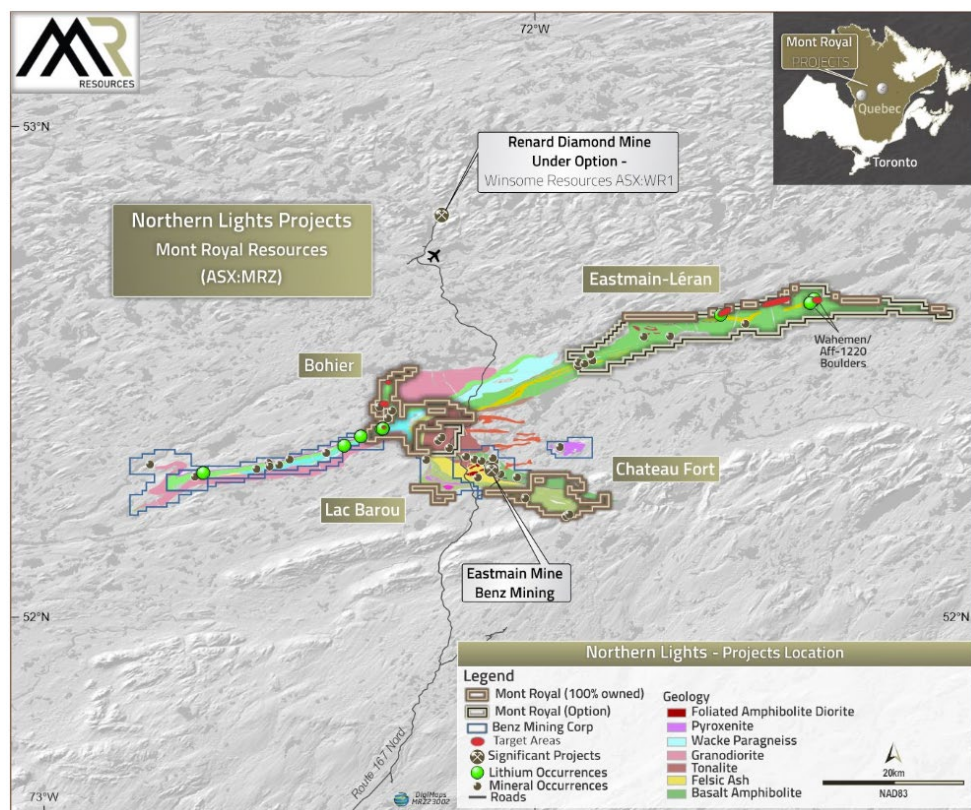 MR
RESOURCES
72°W
Mont Royal
PROJECTS
Quebec
Toronto
53°N
Renard Diamond Mine
Under Option -
Winsome Resources ASX:WR1
Northern Lights Projects
Mont Royal Resources
(ASX:MRZ)
Eastmain-Léran
Wahemen/
Aff-1220
Boulders
Bohier
Chateau Fort
Lac Barou
Eastmain Mine
Benz Mining
52°N
52°N
Northern Lights - Projects Location
Legend
Mont Royal (100% owned)
Mont Royal (Option)
Benz Mining Corp
Target Areas
Significant Projects
Lithium Occurrences
Mineral Occurrences
Roads
Geology
Foliated Amphibolite Diorite
Pyroxenite
Wacke Paragneiss
Granodiorite
Tonalite
Felsic Ash
Basalt Amphibolite
20km
NAD83
Route 167 Nord
73°W
DigiMaps
MRZ23002